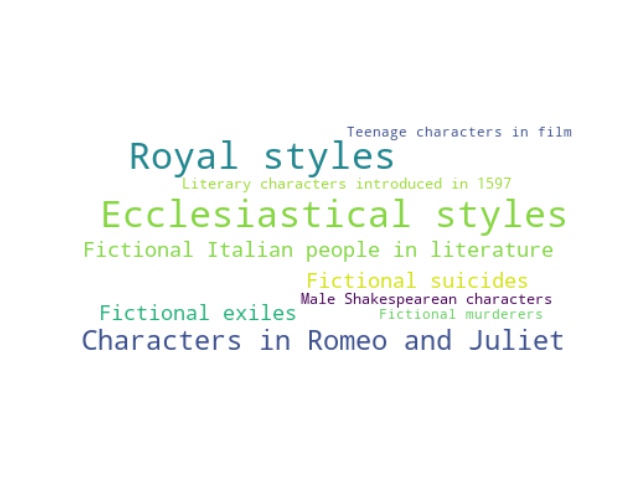 Teenage characters in film
Royal styles
Literary characters introduced in 1597
Ecclesiastical styles
Fictional Italian people in literature
Fictional suicides
Male Shakespearean characters
Fictional exiles
Fictional murderers
Characters in Romeo and Juliet